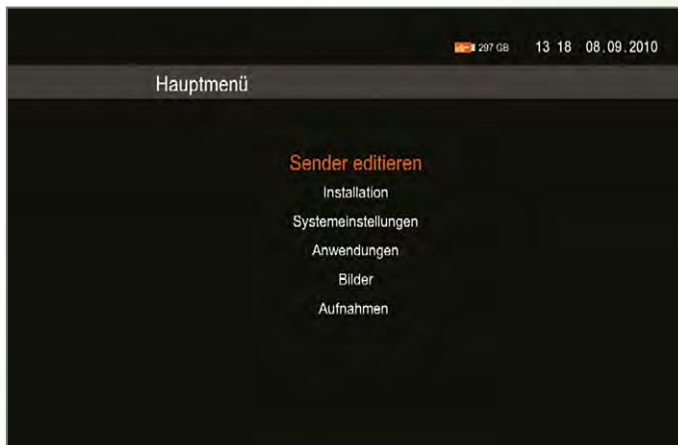 297 GB 13 18 08.09.2010
Hauptmenü
Sender editieren
Installation
Systemeinstellungen
Anwendungen
Bilder
Aufnahmen